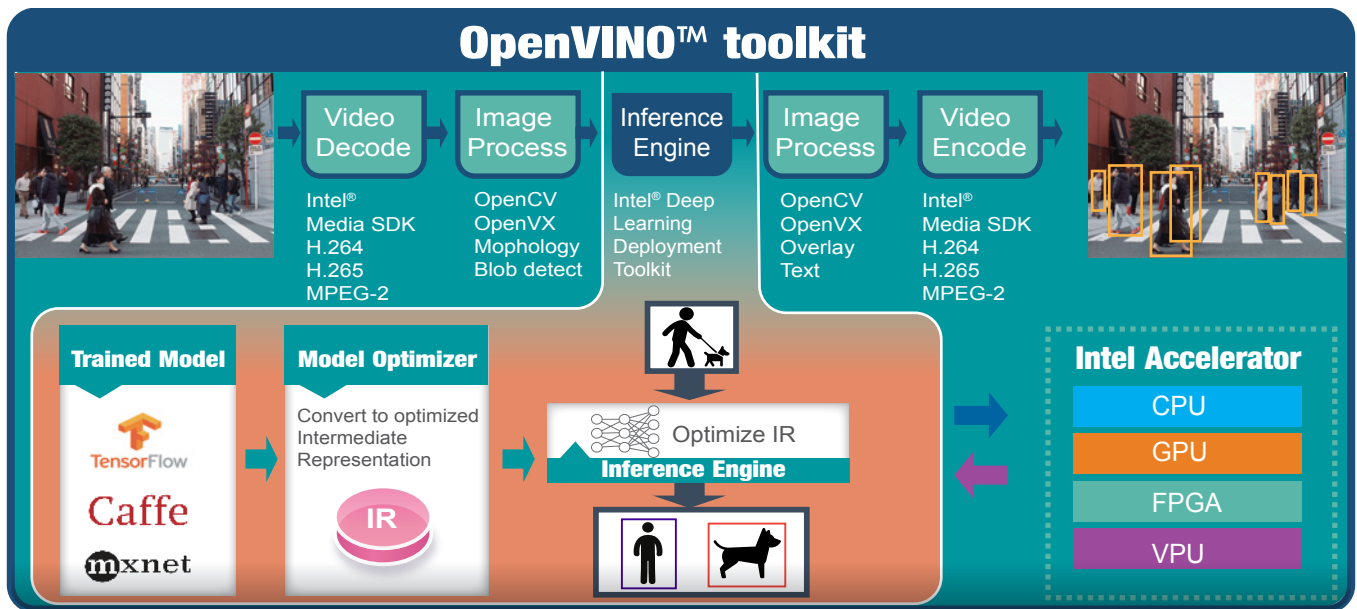 OpenVINO™ toolkit
Video
Decode
Intel®
Media SDK
H.264
H.265
MPEG-2
Image
Process
OpenCV
OpenVX
Mophology
Blob detect
Inference
Engine
Intel® Deep
Learning
Deployment
Toolkit
Image
Process
OpenCV
OpenVX
Overlay
Text
Video
Encode
Intel®
Media SDK
H.264
H.265
MPEG-2
Trained Model
TensorFlow
Caffe
mxnet
Model Optimizer
Convert to optimized
Intermediate
Representation
IR
Optimize IR
Inference Engine
Intel Accelerator
CPU
GPU
FPGA
VPU